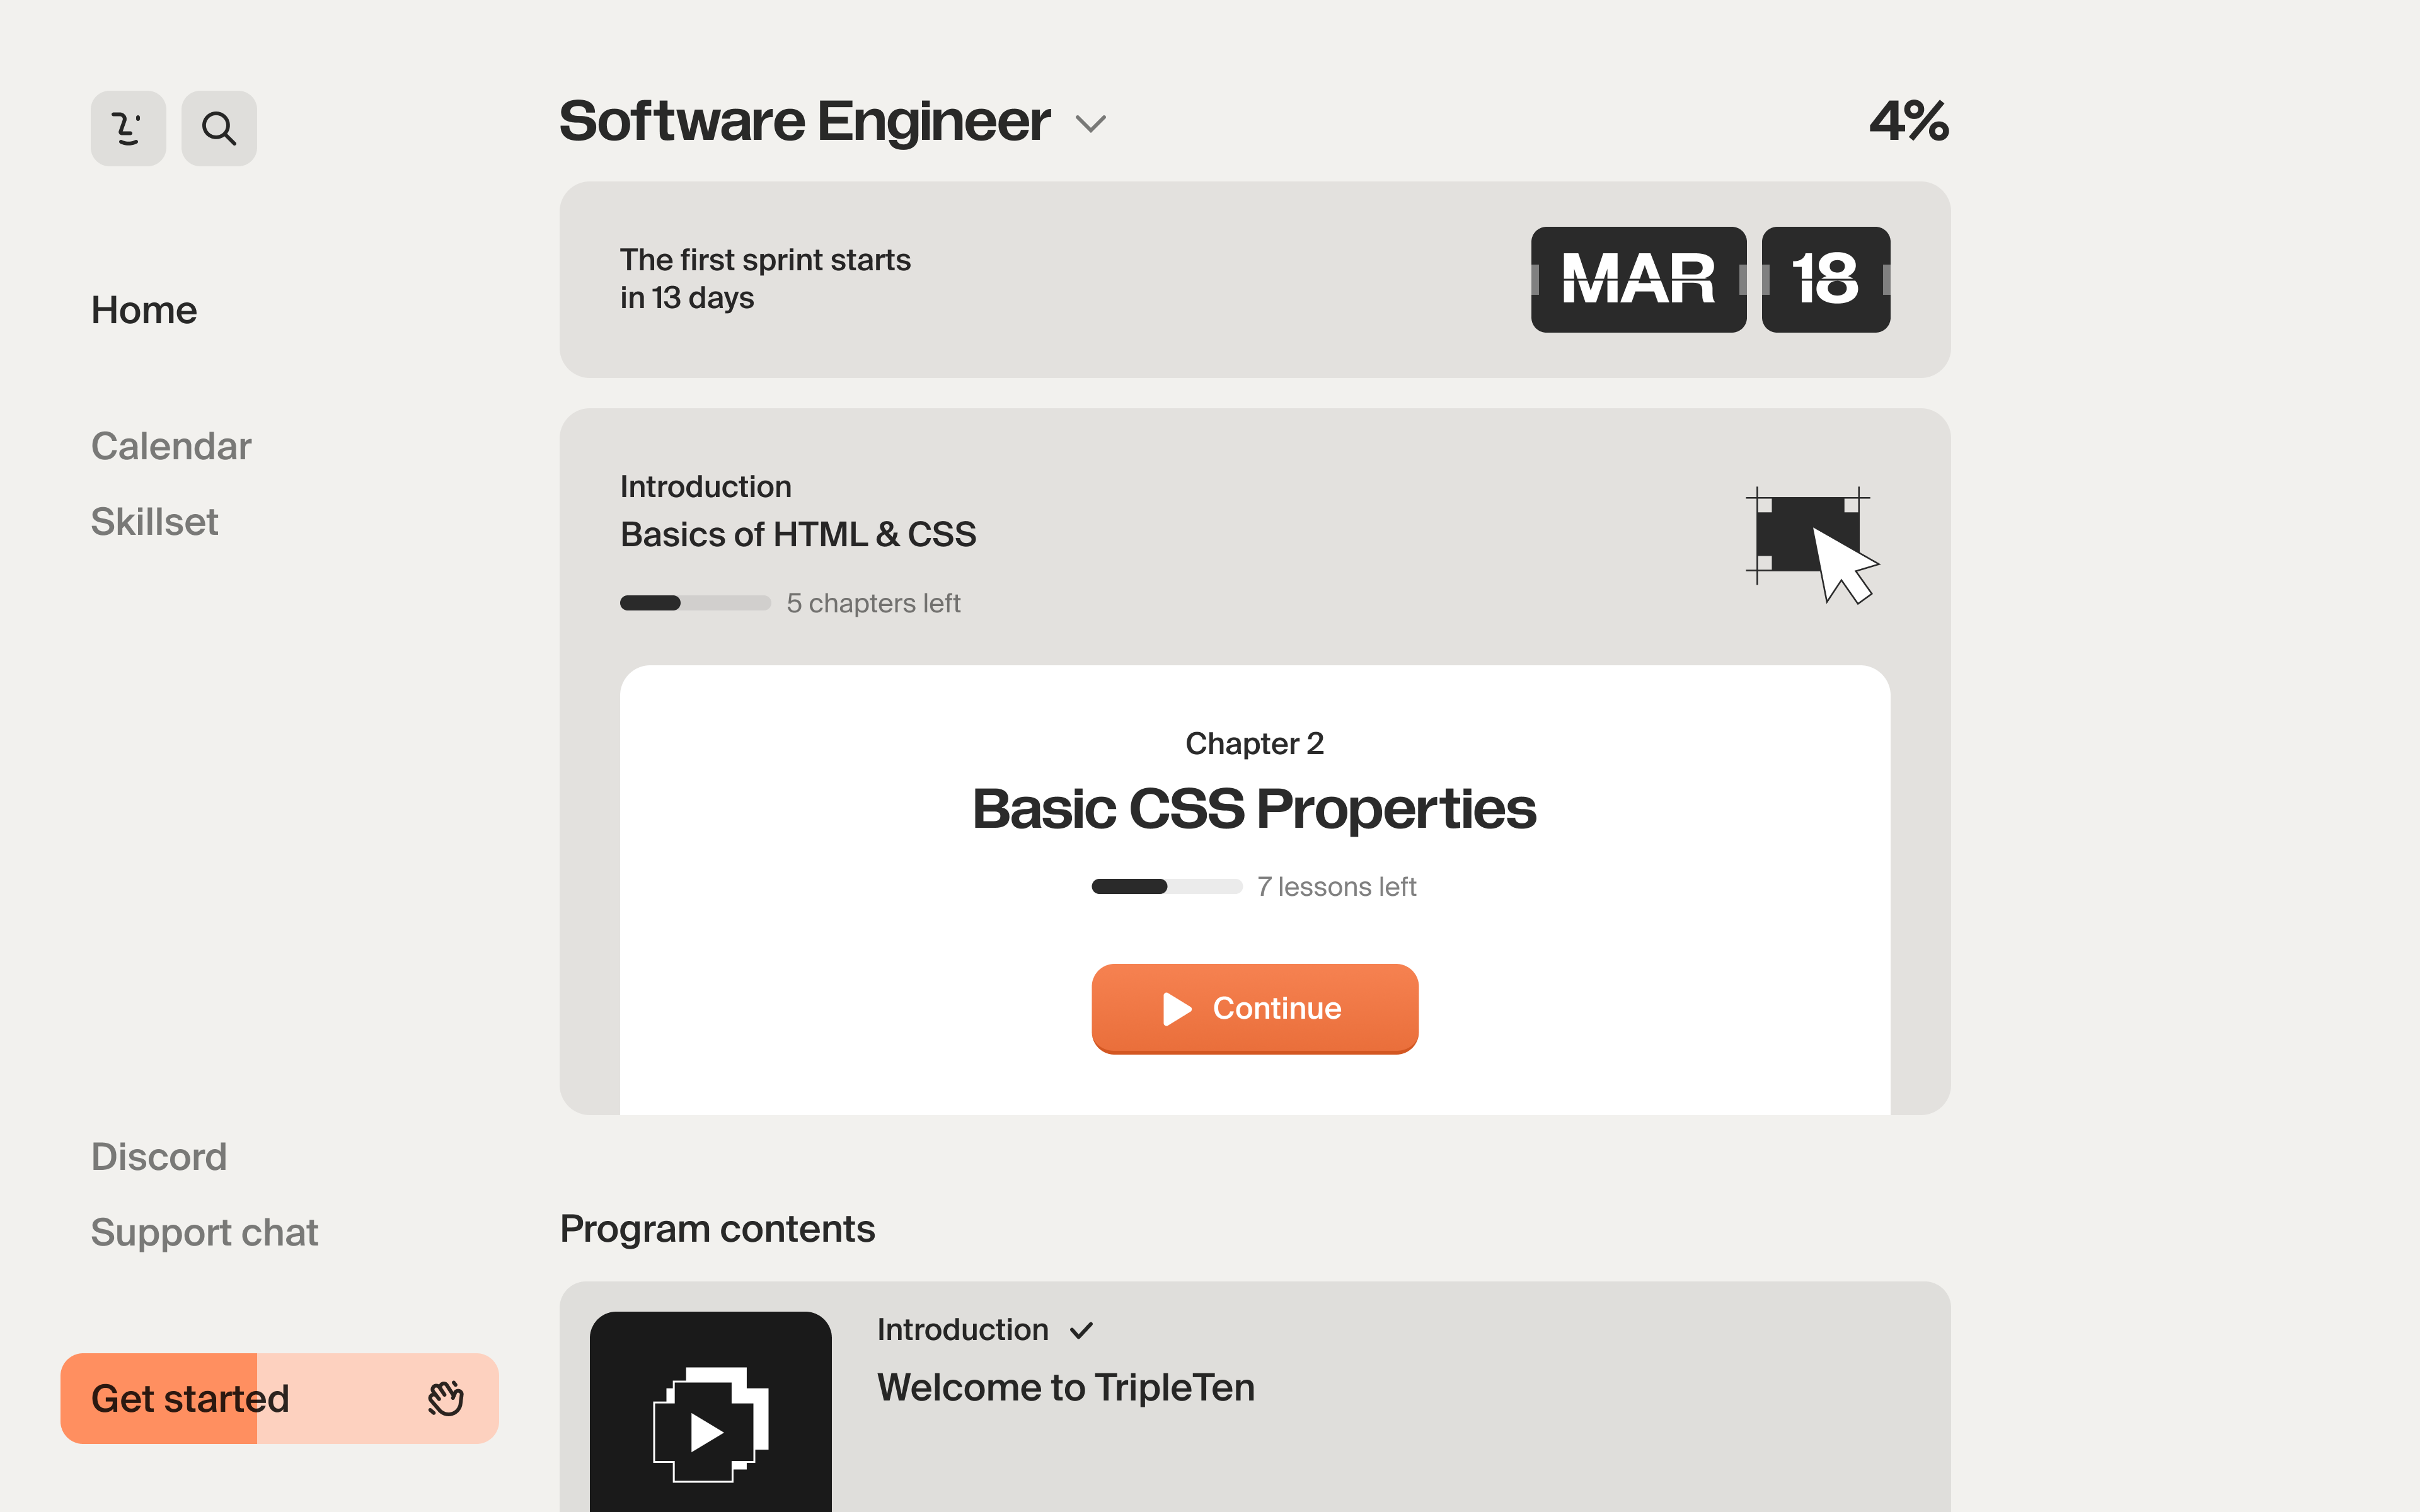 Software Engineer
4%
The first sprint starts
in 13 days
MAR 18
Home
Calendar
Skillset
Introduction
Basics of HTML & CSS
5 chapters left
Chapter 2
Basic CSS Properties
7 lessons left
Continue
Discord
Support chat
Get started
Program contents
Introduction
Welcome to TripleTen